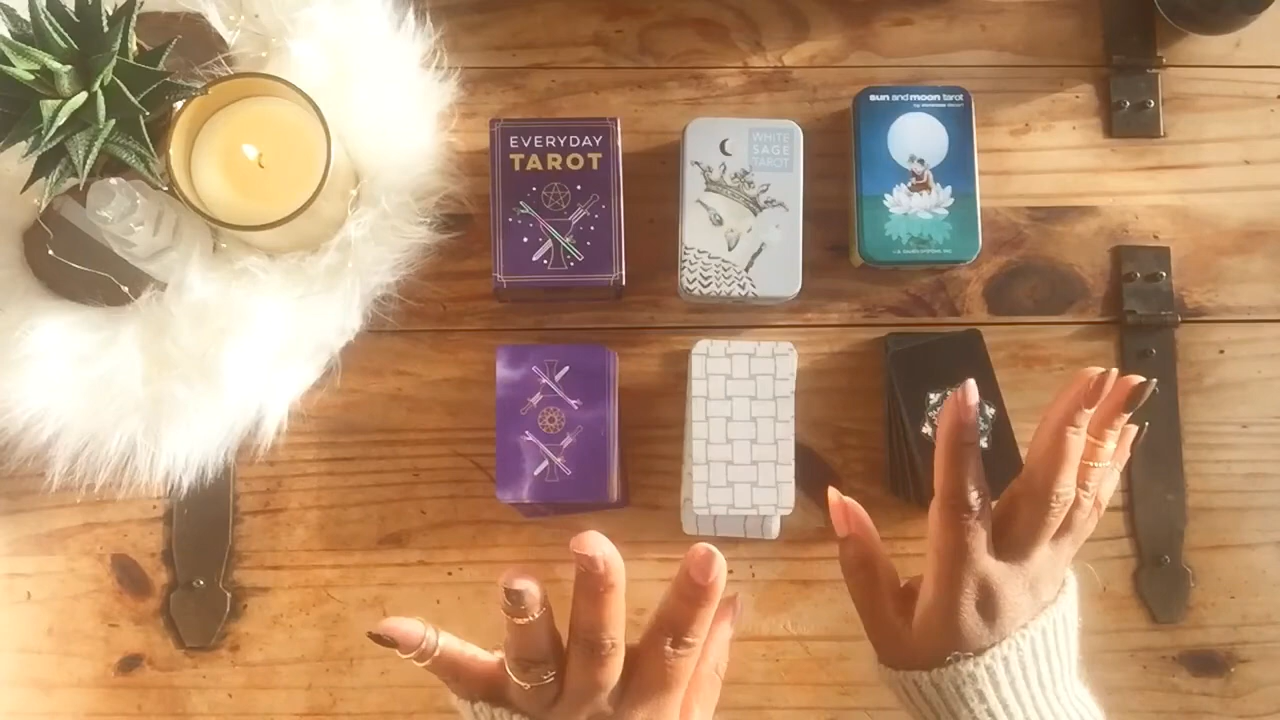 EVERYDAY
TAROT
WHITE
SAGE
TAROT
sun and moon tarot